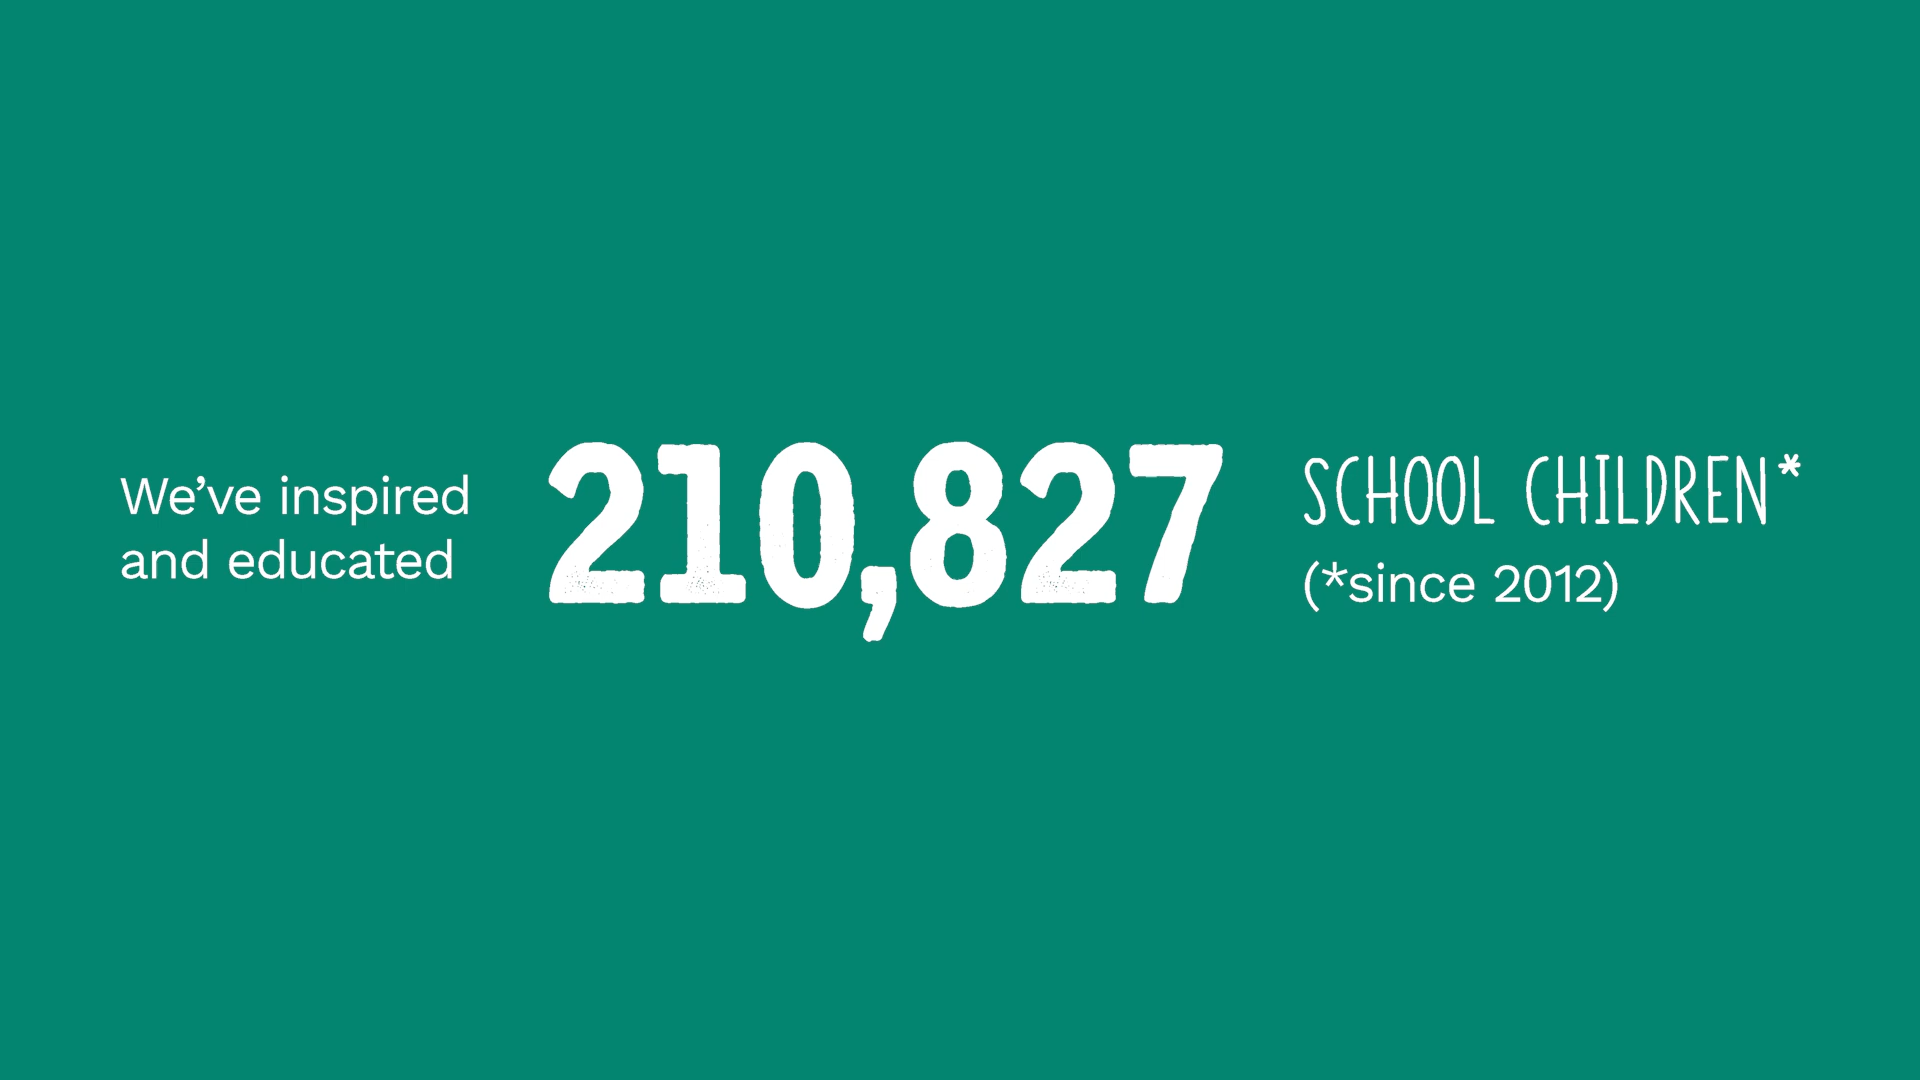 We’ve inspired
and educated
210,827
SCHOOL CHILDREN*
(*since 2012)